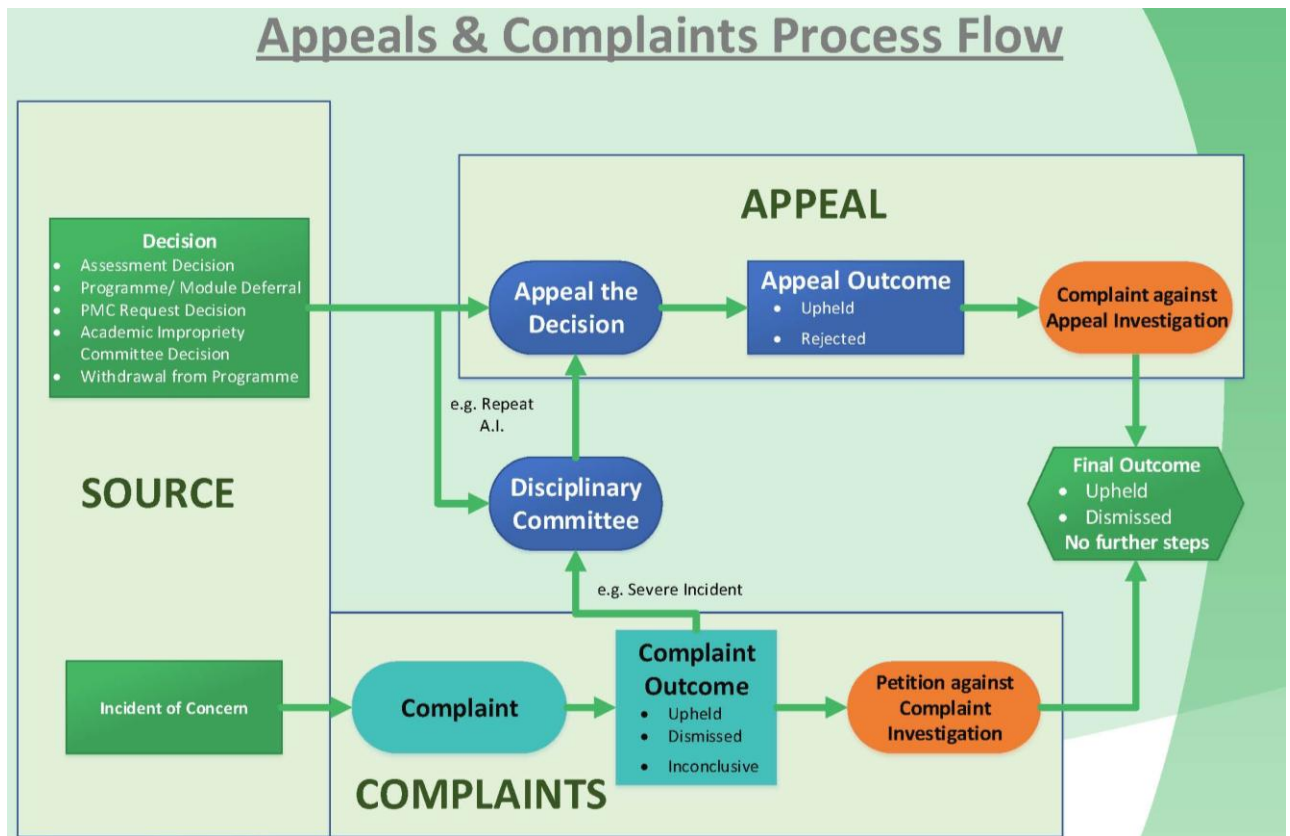 Appeals & Complaints Process Flow
APPEAL
Decision
• Assessment Decision
• Programme/ Module Deferral
• PMC Request Decision
• Academic Impropriety
Committee Decision
• Withdrawal from Programme
Appeal the
Decision
Appeal Outcome
• Upheld
• Rejected
Complaint against
Appeal Investigation
e.g. Repeat
A.I.
SOURCE
Disciplinary
Committee
Final Outcome
• Upheld
• Dismissed
No further steps
e.g. Severe Incident
Incident of Concern
Complaint
Complaint
Outcome
• Upheld
• Dismissed
• Inconclusive
Petition against
Complaint
Investigation
COMPLAINTS